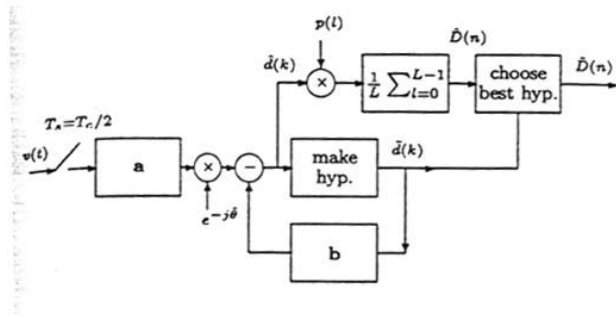 p(l)
d̂(k)
D̂(n)
× 
1/L ∑_{l=0}^{L−1}
choose
best hyp.
D̃(n)
T_s=T_c/2
v(t)
a
×
−
make
hyp.
d̃(k)
e^{-jθ̂}
b